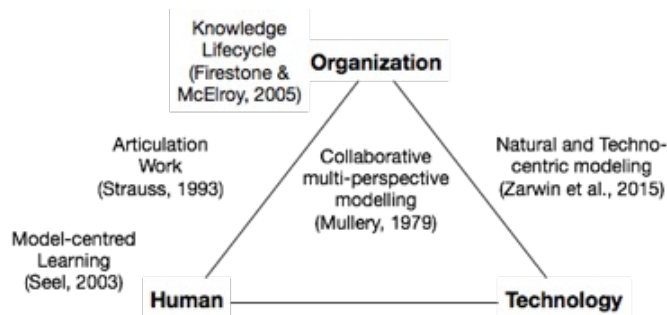 Knowledge
Lifecycle
(Firestone &
McElroy, 2005)
Organization
Articulation
Work
(Strauss, 1993)
Collaborative
multi-perspective
modelling
(Mullery, 1979)
Natural and Techno-
centric modeling
(Zarwin et al., 2015)
Model-centred
Learning
(Seel, 2003)
Human
Technology